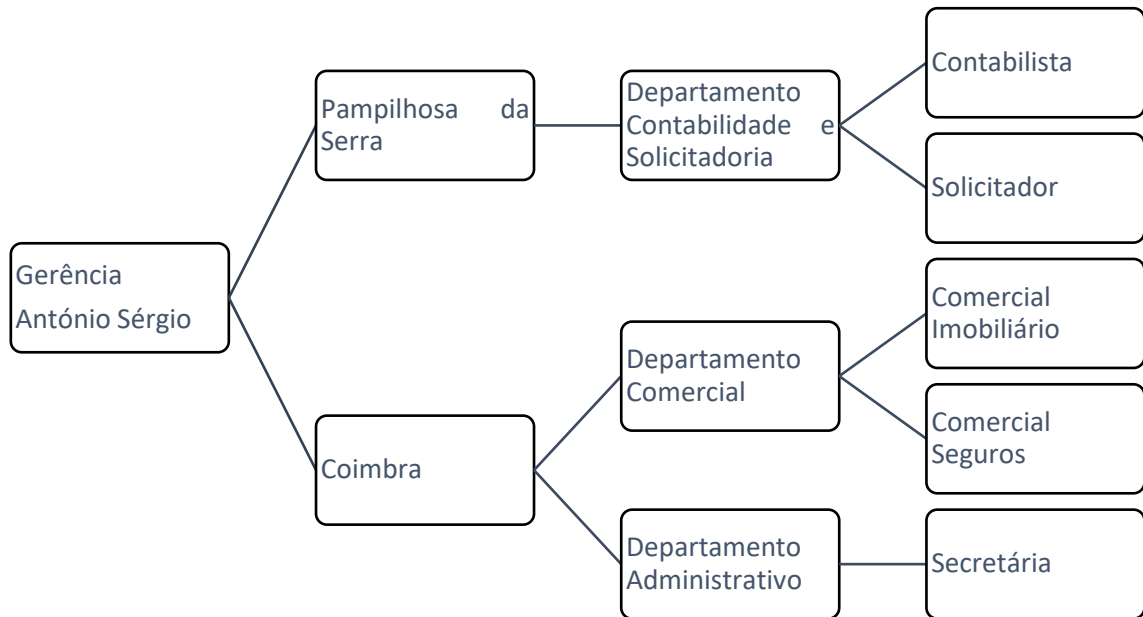 Contabilista
Pampilhosa da
Serra
Departamento
Contabilidade e
Solicitadoria
Solicitador
Gerência
António Sérgio
Comercial
Imobiliário
Departamento
Comercial
Comercial
Seguros
Coimbra
Departamento
Administrativo
Secretária